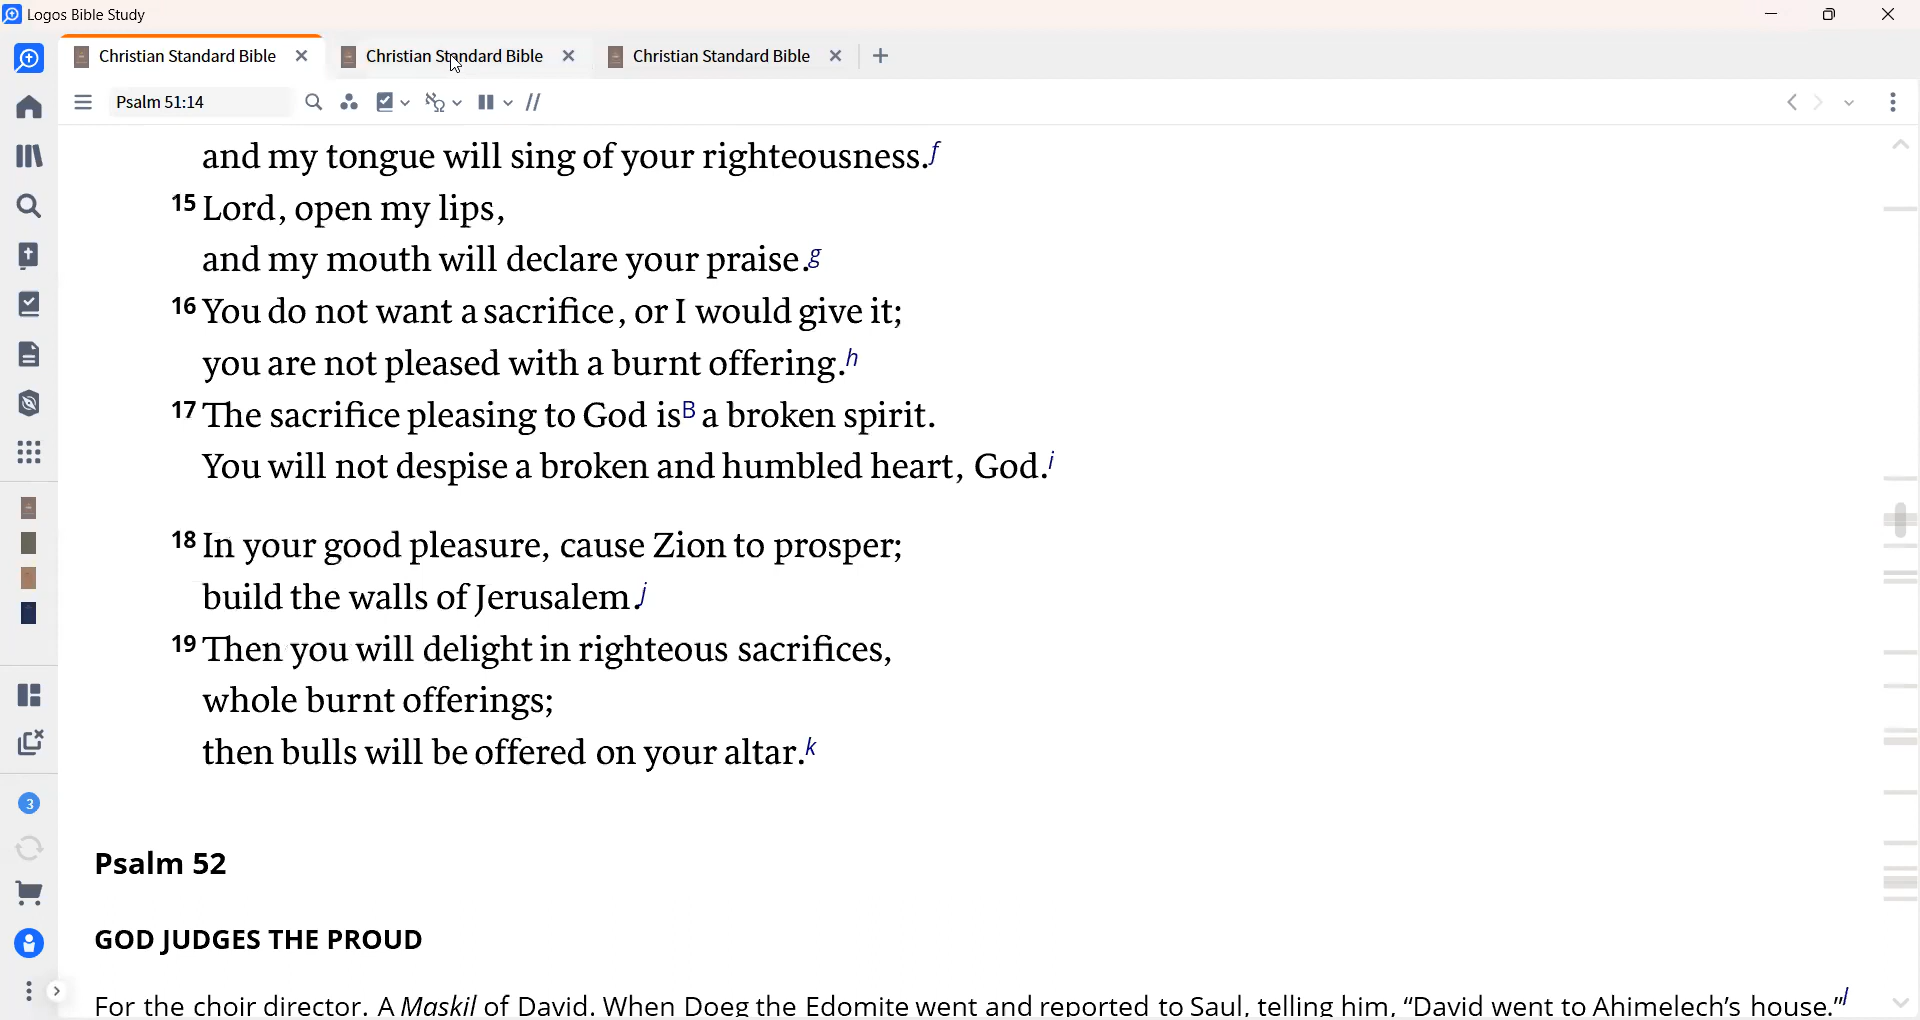 Logos Bible Study
Christian Standard Bible
Christian Standard Bible
Christian Standard Bible
Psalm 51:14
and my tongue will sing of your righteousness.f
15 Lord, open my lips,
and my mouth will declare your praise.g
16 You do not want a sacrifice, or I would give it;
you are not pleased with a burnt offering.h
17 The sacrifice pleasing to God isB a broken spirit.
You will not despise a broken and humbled heart, God.i
18 In your good pleasure, cause Zion to prosper;
build the walls of Jerusalem.j
19 Then you will delight in righteous sacrifices,
whole burnt offerings;
then bulls will be offered on your altar.k
3
Psalm 52
GOD JUDGES THE PROUD
For the choir director. A Maskil of David. When Doeg the Edomite went and reported to Saul, telling him, “David went to Ahimelech’s house.”l